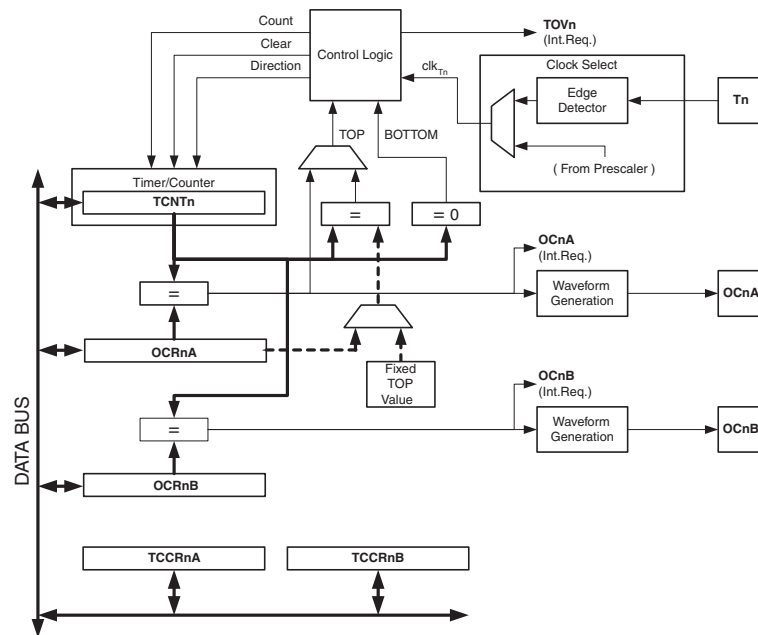 Count
Clear
Direction
Control Logic
TOVn
(Int.Req.)
clkTn
Clock Select
Edge
Detector
Tn
( From Prescaler )
TOP
BOTTOM
Timer/Counter
TCNTn
=
= 0
OCnA
(Int.Req.)
=
Waveform
Generation
OCnA
OCRnA
Fixed
TOP
Value
OCnB
(Int.Req.)
=
Waveform
Generation
OCnB
OCRnB
DATA BUS
TCCRnA
TCCRnB